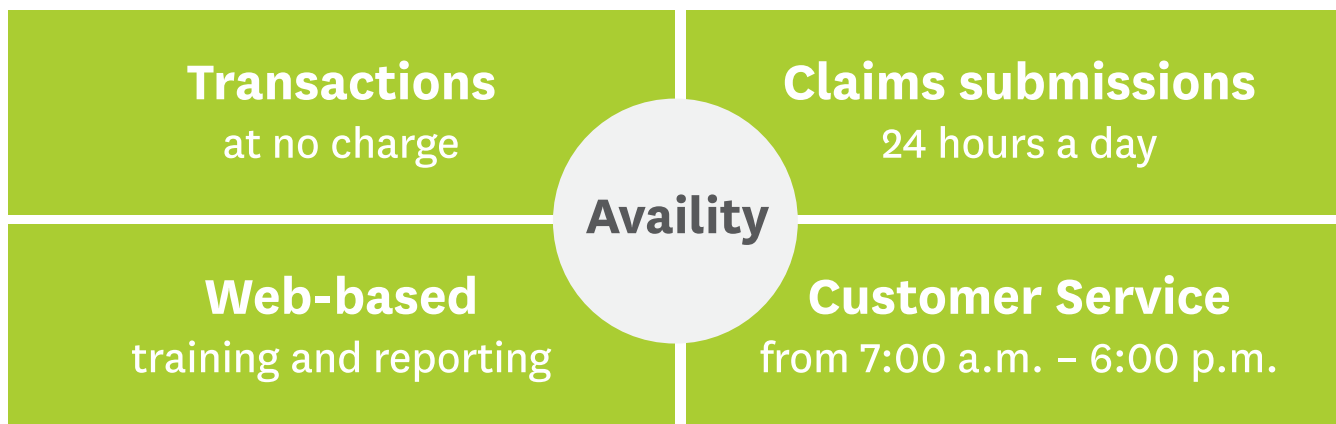 Transactions
at no charge
Claims submissions
24 hours a day
Availity
Web-based
training and reporting
Customer Service
from 7:00 a.m. – 6:00 p.m.